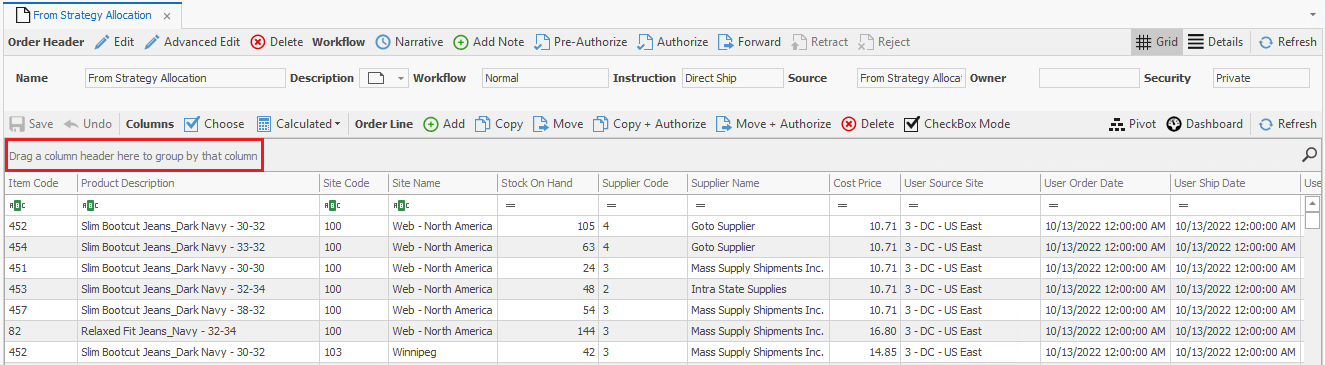 From Strategy Allocation ×
Order Header Edit Advanced Edit Delete Workflow Narrative Add Note Pre-Authorize Authorize Forward Retract Reject Grid Details Refresh
Name From Strategy Allocation Description Workflow Normal Instruction Direct Ship Source From Strategy Allocat Owner Security Private
Save Undo Columns Choose Calculated Order Line Add Copy Move Copy + Authorize Move + Authorize Delete CheckBox Mode Pivot Dashboard Refresh
Drag a column header here to group by that column
Item Code Product Description Site Code Site Name Stock On Hand Supplier Code Supplier Name Cost Price User Source Site User Order Date User Ship Date Use
ABC ABC ABC ABC = = = = = = =
452 Slim Bootcut Jeans_Dark Navy - 30-32 100 Web - North America 105 4 Goto Supplier 10.71 3 - DC - US East 10/13/2022 12:00:00 AM 10/13/2022 12:00:00 AM
454 Slim Bootcut Jeans_Dark Navy - 33-32 100 Web - North America 63 4 Goto Supplier 10.71 3 - DC - US East 10/13/2022 12:00:00 AM 10/13/2022 12:00:00 AM
451 Slim Bootcut Jeans_Dark Navy - 30-30 100 Web - North America 24 3 Mass Supply Shipments Inc. 10.71 3 - DC - US East 10/13/2022 12:00:00 AM 10/13/2022 12:00:00 AM
453 Slim Bootcut Jeans_Dark Navy - 32-34 100 Web - North America 48 2 Intra State Supplies 10.71 3 - DC - US East 10/13/2022 12:00:00 AM 10/13/2022 12:00:00 AM
457 Slim Bootcut Jeans_Dark Navy - 38-32 100 Web - North America 54 3 Mass Supply Shipments Inc. 10.71 3 - DC - US East 10/13/2022 12:00:00 AM 10/13/2022 12:00:00 AM
82 Relaxed Fit Jeans_Navy - 32-34 100 Web - North America 144 3 Mass Supply Shipments Inc. 16.80 3 - DC - US East 10/13/2022 12:00:00 AM 10/13/2022 12:00:00 AM
452 Slim Bootcut Jeans_Dark Navy - 30-32 103 Winnipeg 42 3 Mass Supply Shipments Inc. 14.85 3 - DC - US East 10/13/2022 12:00:00 AM 10/13/2022 12:00:00 AM